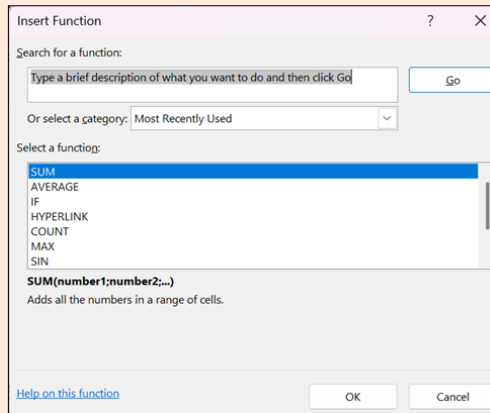 Insert Function
?
Search for a function:
Type a brief description of what you want to do and then click Go
Go
Or select a category: Most Recently Used
Select a function:
SUM
AVERAGE
IF
HYPERLINK
COUNT
MAX
SIN
SUM(number1;number2;...)
Adds all the numbers in a range of cells.
Help on this function
OK Cancel